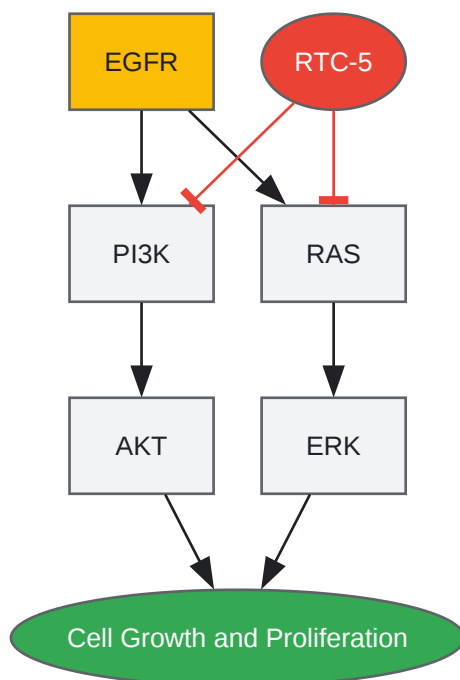 EGFR
RTC-5
PI3K
RAS
AKT
ERK
Cell Growth and Proliferation